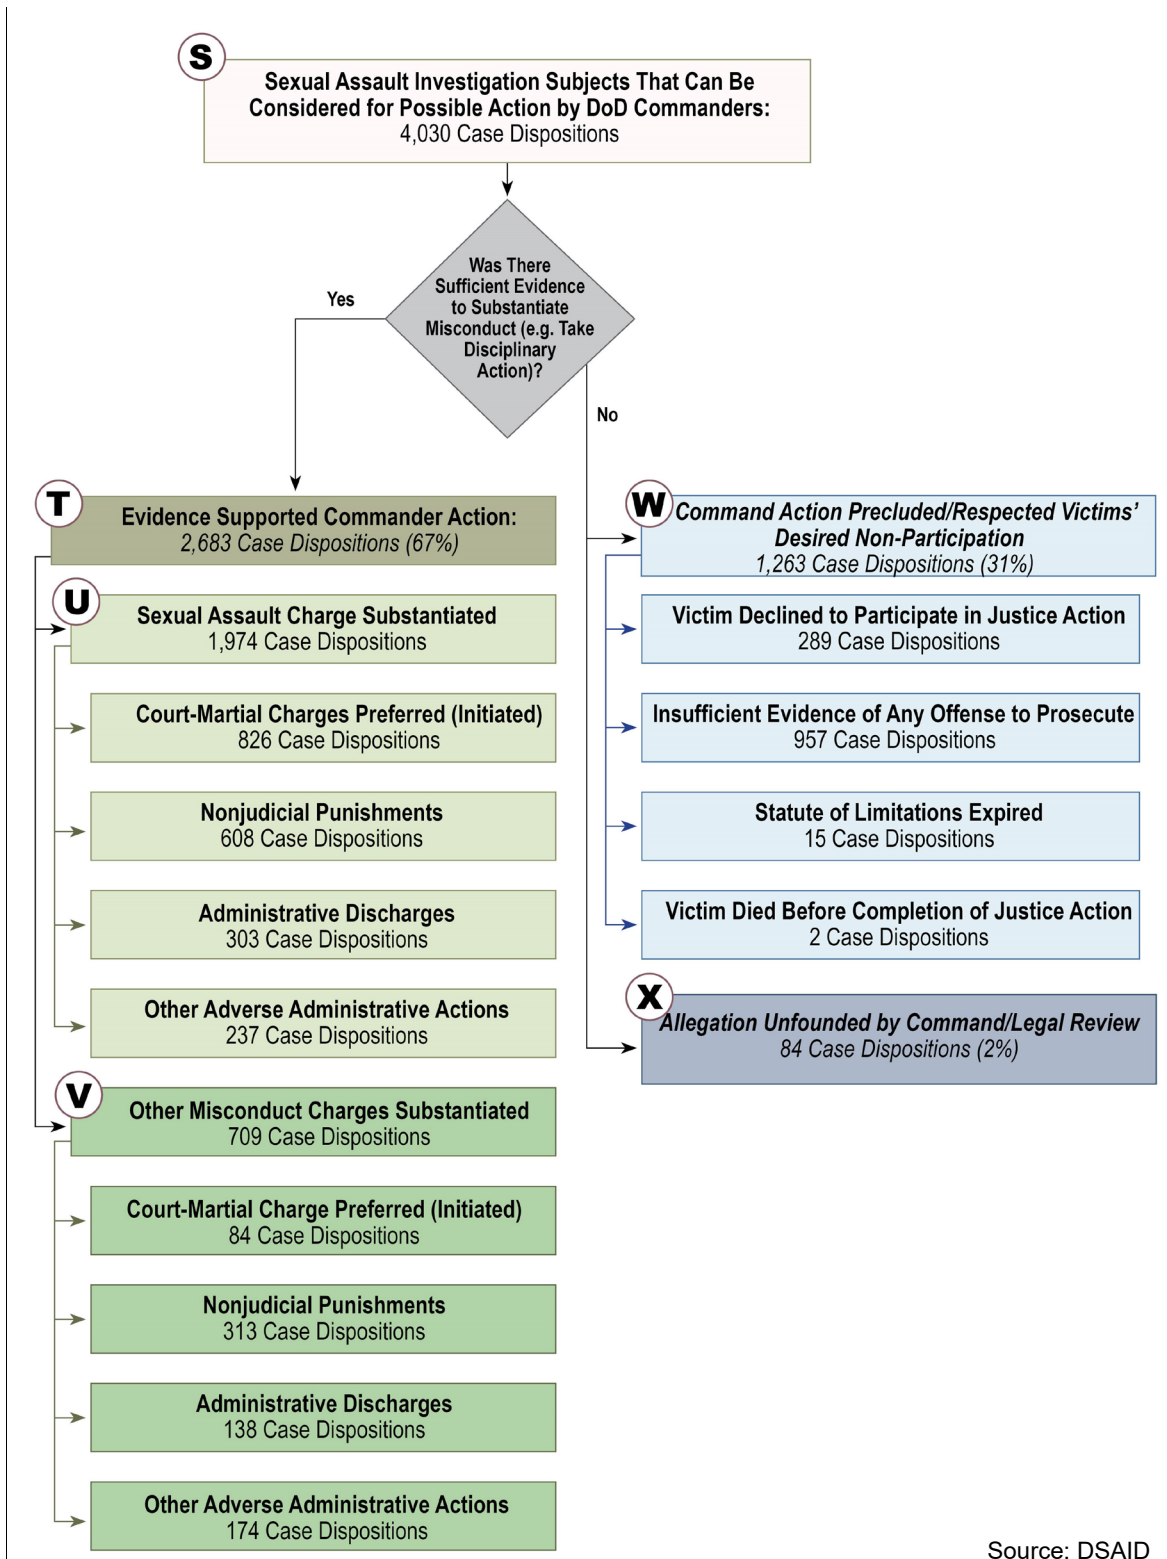 S
Sexual Assault Investigation Subjects That Can Be
Considered for Possible Action by DoD Commanders:
4,030 Case Dispositions
Was There
Sufficient Evidence
to Substantiate
Misconduct (e.g. Take
Disciplinary
Action)?
Yes
No
T
Evidence Supported Commander Action:
2,683 Case Dispositions (67%)
U
Sexual Assault Charge Substantiated
1,974 Case Dispositions
Court-Martial Charges Preferred (Initiated)
826 Case Dispositions
Nonjudicial Punishments
608 Case Dispositions
Administrative Discharges
303 Case Dispositions
Other Adverse Administrative Actions
237 Case Dispositions
V
Other Misconduct Charges Substantiated
709 Case Dispositions
Court-Martial Charge Preferred (Initiated)
84 Case Dispositions
Nonjudicial Punishments
313 Case Dispositions
Administrative Discharges
138 Case Dispositions
Other Adverse Administrative Actions
174 Case Dispositions
W
Command Action Precluded/Respected Victims'
Desired Non-Participation
1,263 Case Dispositions (31%)
Victim Declined to Participate in Justice Action
289 Case Dispositions
Insufficient Evidence of Any Offense to Prosecute
957 Case Dispositions
Statute of Limitations Expired
15 Case Dispositions
Victim Died Before Completion of Justice Action
2 Case Dispositions
X
Allegation Unfounded by Command/Legal Review
84 Case Dispositions (2%)
Source: DSAID